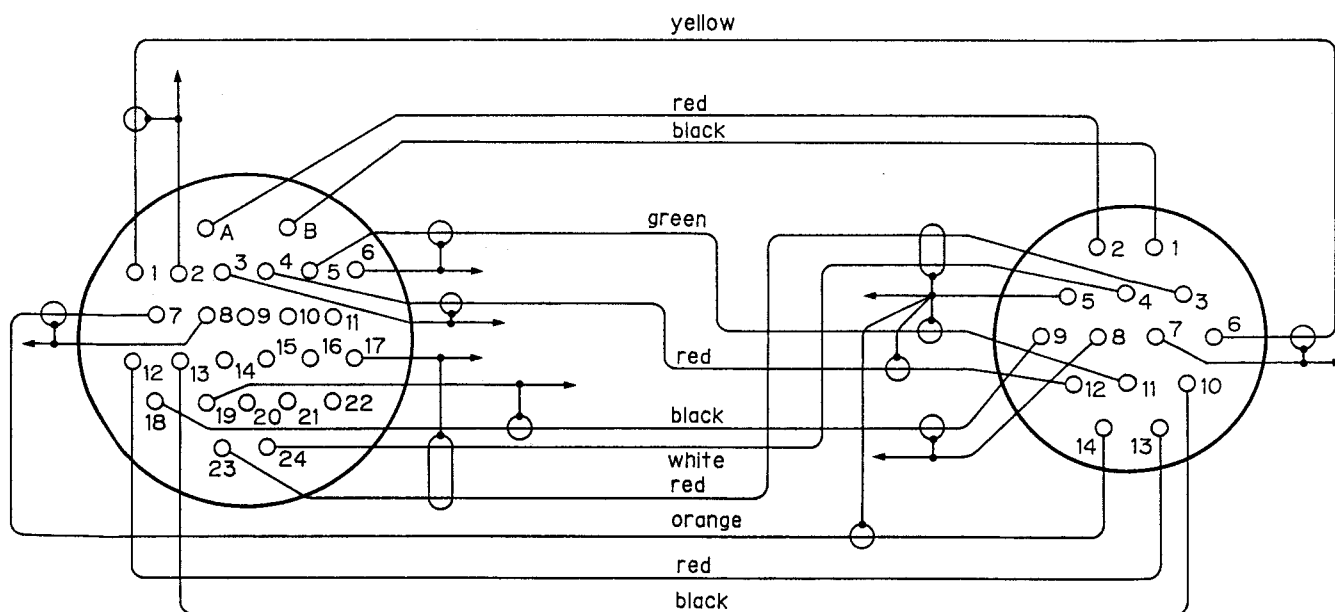 yellow
red
black
green
A B
1 2 3 4 5 6
7 8 9 10 11
12 13 14 15 16 17
18 19 20 21 22
23 24
2 1
5 4 3
9 8 7 6
12 11 10
14 13
red
black
white
red
orange
red
black